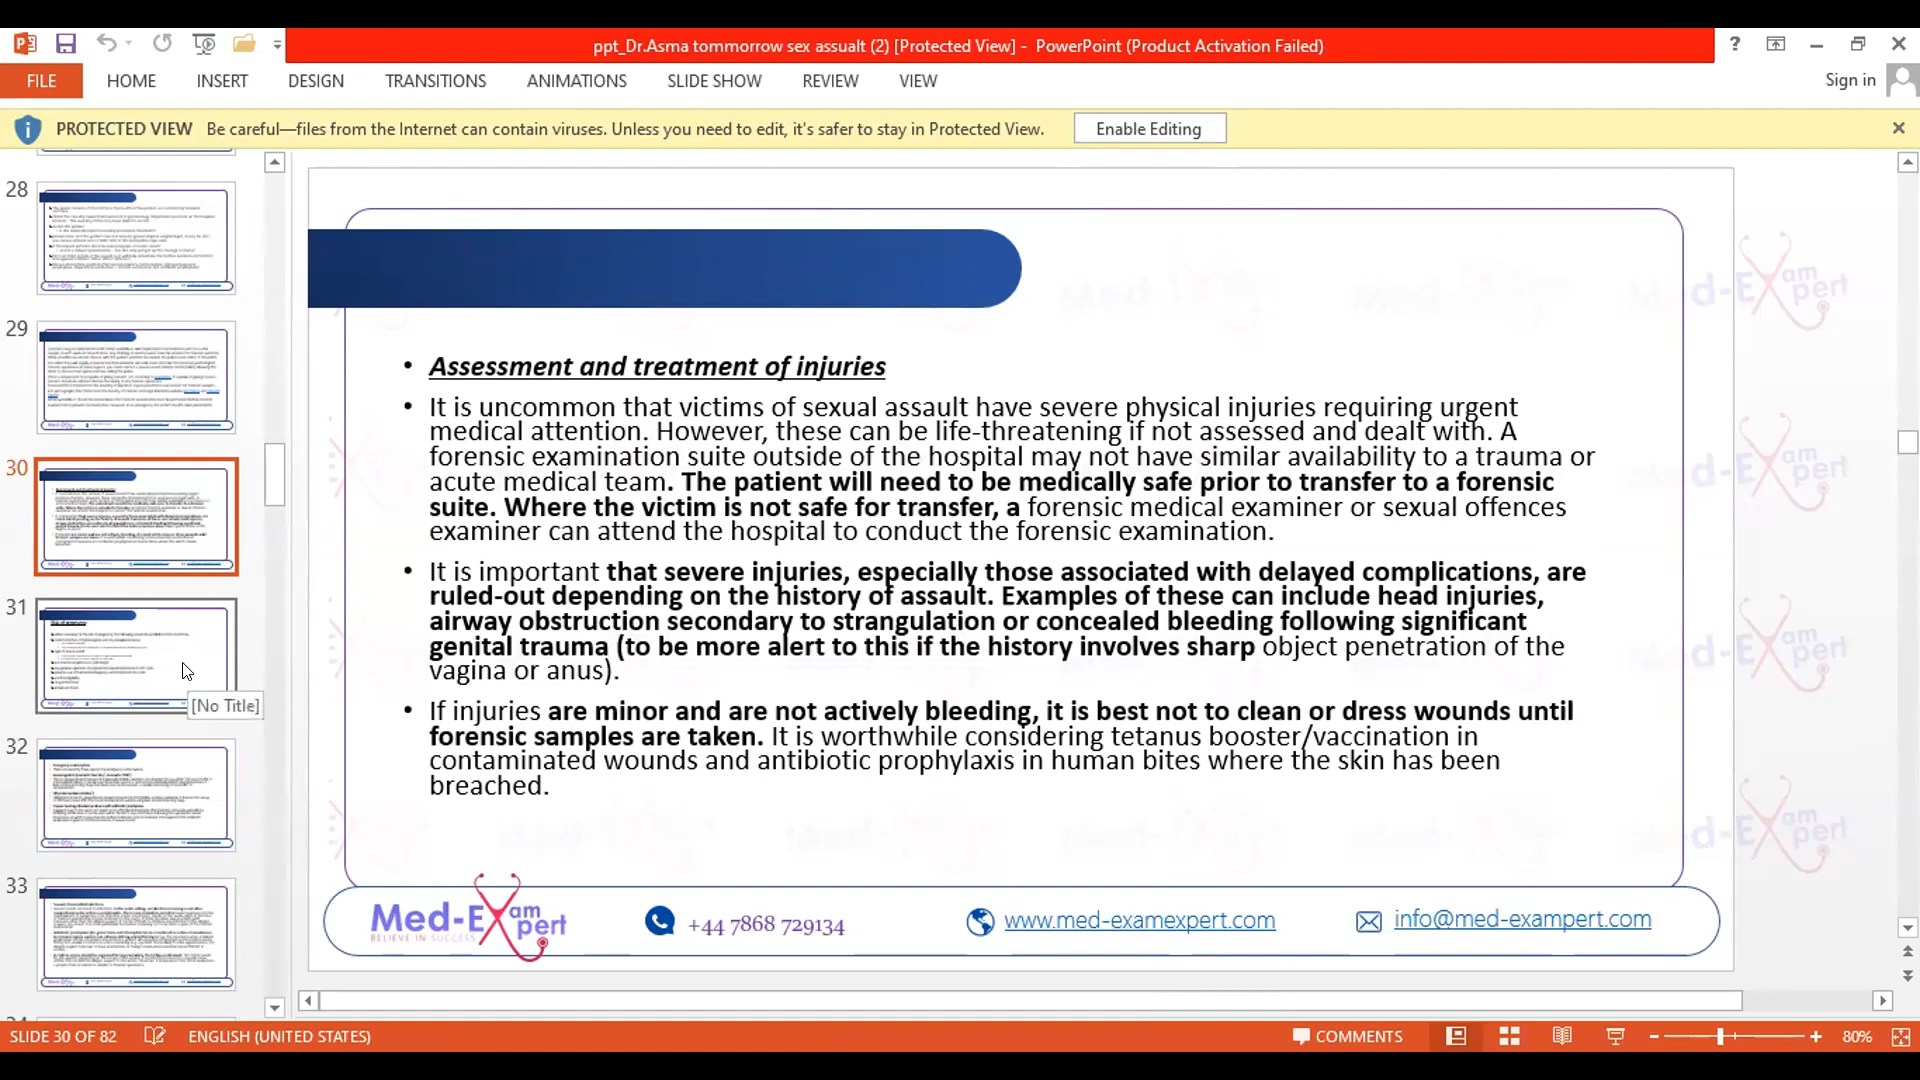 ppt_Dr.Asma tommorrow sex assualt (2) [Protected View] - PowerPoint (Product Activation Failed)
FILE HOME INSERT DESIGN TRANSITIONS ANIMATIONS SLIDE SHOW REVIEW VIEW
Sign in
PROTECTED VIEW Be careful—files from the Internet can contain viruses. Unless you need to edit, it's safer to stay in Protected View. Enable Editing
28
29
30
31
[No Title]
32
33
• Assessment and treatment of injuries
• It is uncommon that victims of sexual assault have severe physical injuries requiring urgent
medical attention. However, these can be life-threatening if not assessed and dealt with. A
forensic examination suite outside of the hospital may not have similar availability to a trauma or
acute medical team. The patient will need to be medically safe prior to transfer to a forensic
suite. Where the victim is not safe for transfer, a forensic medical examiner or sexual offences
examiner can attend the hospital to conduct the forensic examination.
• It is important that severe injuries, especially those associated with delayed complications, are
ruled-out depending on the history of assault. Examples of these can include head injuries,
airway obstruction secondary to strangulation or concealed bleeding following significant
genital trauma (to be more alert to this if the history involves sharp object penetration of the
vagina or anus).
• If injuries are minor and are not actively bleeding, it is best not to clean or dress wounds until
forensic samples are taken. It is worthwhile considering tetanus booster/vaccination in
contaminated wounds and antibiotic prophylaxis in human bites where the skin has been
breached.
Med-Exam Expert
BELIEVE IN SUCCESS
+44 7868 729134
www.med-examexpert.com
info@med-exampert.com
SLIDE 30 OF 82 ENGLISH (UNITED STATES) COMMENTS 80%